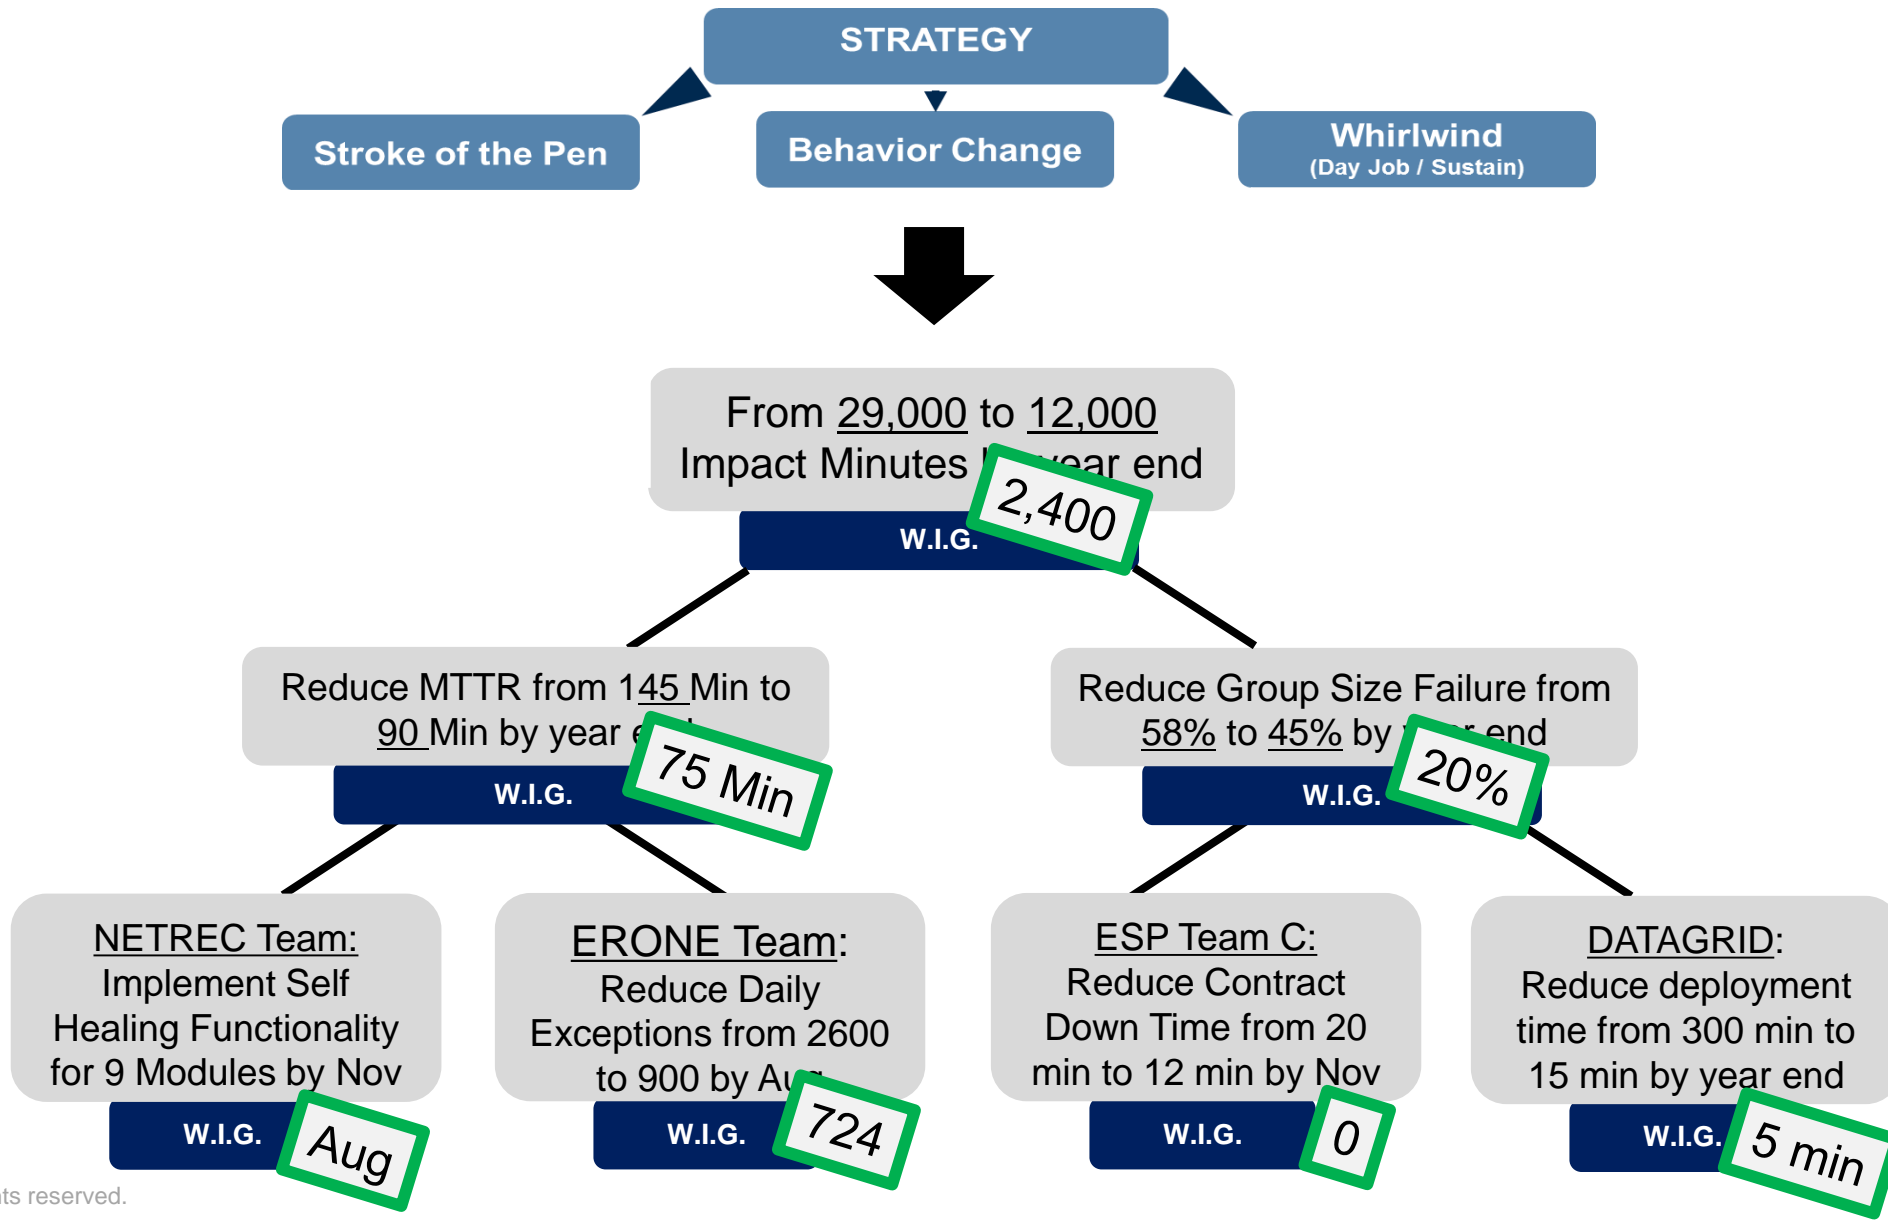 STRATEGY
Stroke of the Pen
Behavior Change
Whirlwind
(Day Job / Sustain)
From 29,000 to 12,000
Impact Minutes year end
2,400
W.I.G.
Reduce MTTR from 145 Min to
90 Min by year
75 Min
W.I.G.
Reduce Group Size Failure from
58% to 45% by end
20%
W.I.G.
NETREC Team:
Implement Self
Healing Functionality
for 9 Modules by Nov
W.I.G.
Aug
ERONE Team:
Reduce Daily
Exceptions from 2600
to 900 by Aug
W.I.G.
724
ESP Team C:
Reduce Contract
Down Time from 20
min to 12 min by Nov
W.I.G.
0
DATAGRID:
Reduce deployment
time from 300 min to
15 min by year end
W.I.G.
5 min
reserved.